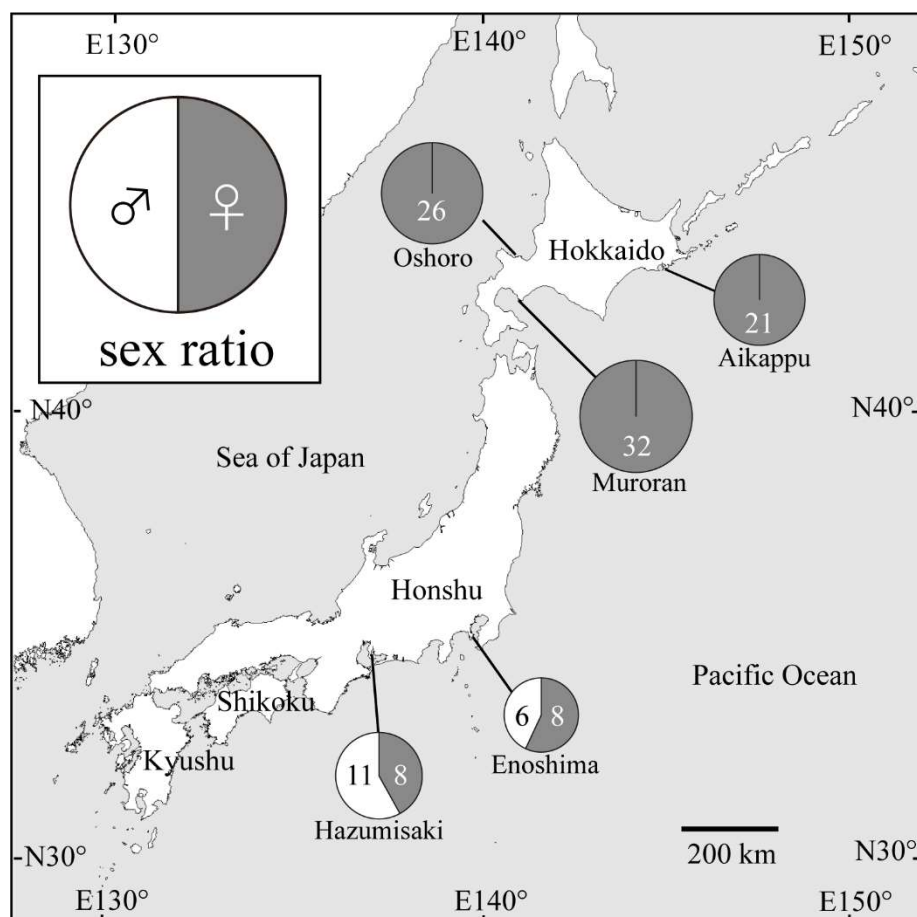 E130° E140° E150°
♂ ♀
sex ratio
26
Oshoro
Hokkaido
21
Aikappu
N40° N40°
32
Muroran
Sea of Japan
Honshu
Pacific Ocean
Shikoku
Kyushu
6 8
Enoshima
11 8
Hazumisaki
200 km
N30° N30°
E130° E140° E150°